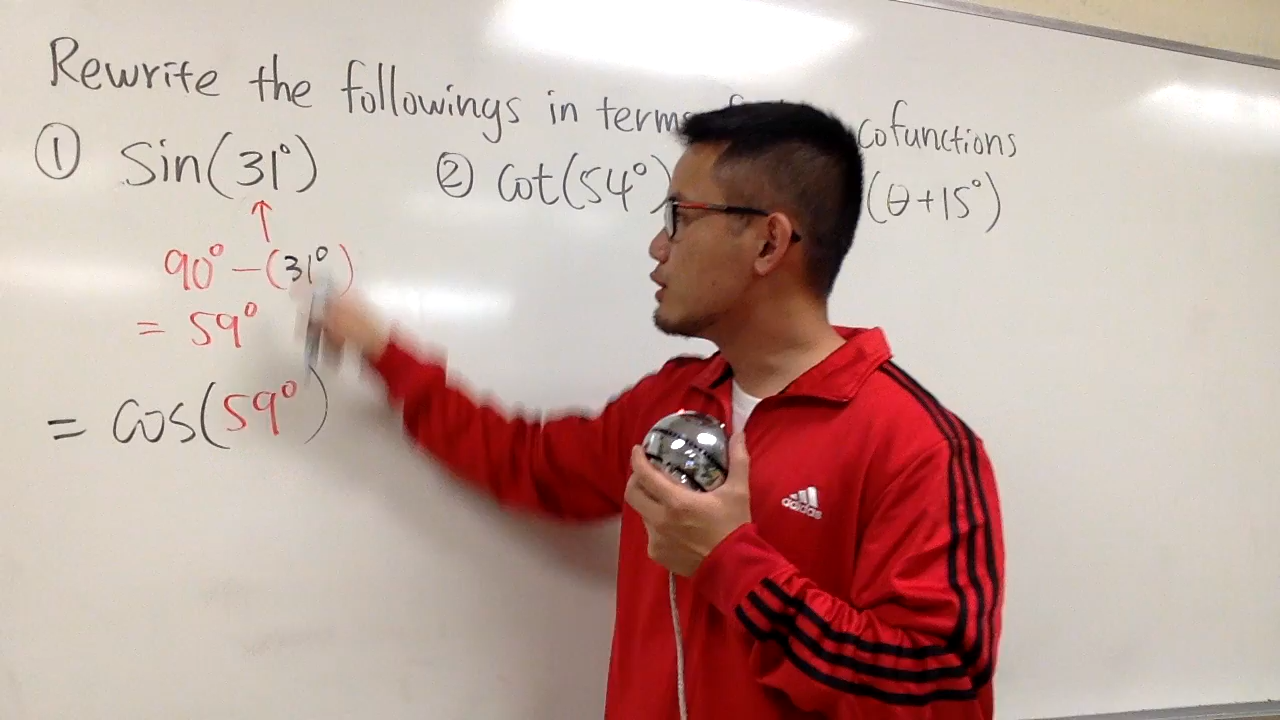 Rewrite the followings in terms cofunctions
① Sin(31°) ② cot(54°) (θ+15°)
↑
90° - (31°)
= 59°
= cos(59°)
adidas